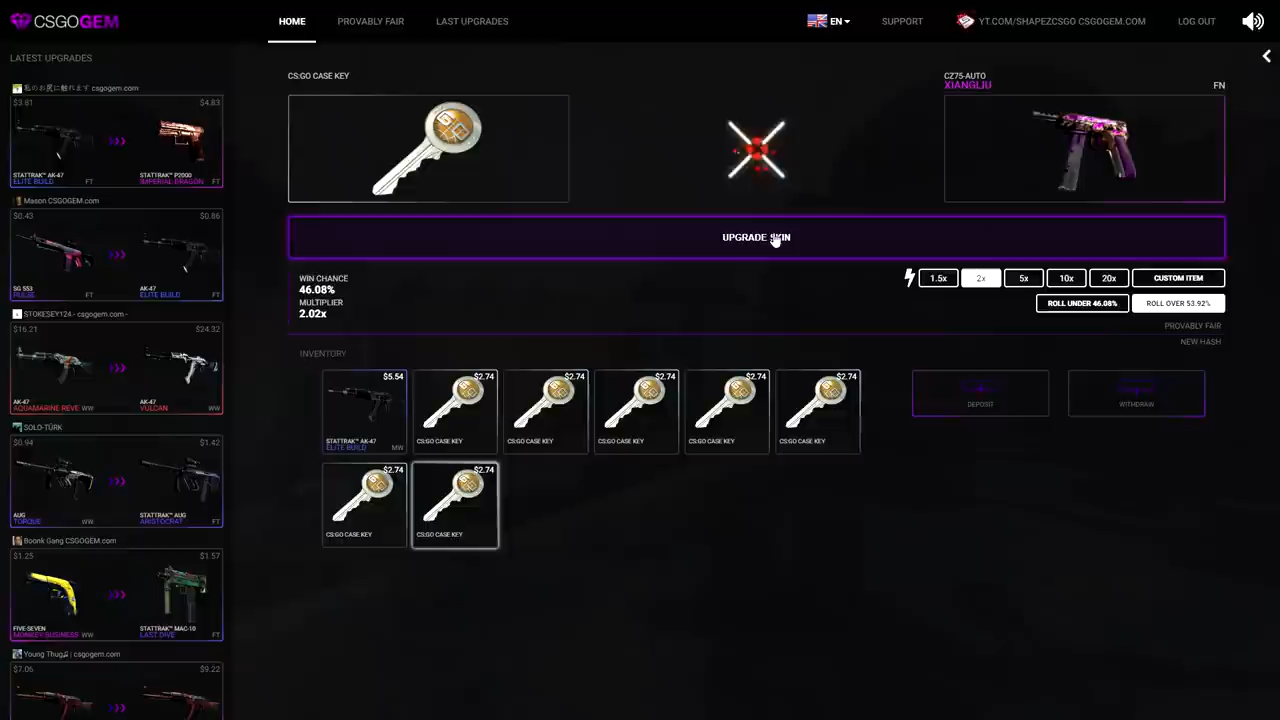 CSGOGEM
HOME
PROVABLY FAIR
LAST UPGRADES
EN
SUPPORT
YT.COM/SHAPEZCSGO CSGOGEM.COM
LOG OUT
LATEST UPGRADES
私のお尻に触れます csgogem.com
$3.81
$4.83
STATTRAK™ AK-47
ELITE BUILD
FT
STATTRAK™ P2000
IMPERIAL DRAGON
FT
Mason CSGOGEM.com
$0.43
$0.86
SG 553
PULSE
FT
AK-47
ELITE BUILD
FT
STOKESEY124 - csgogem.com -
$16.21
$24.32
AK-47
AQUAMARINE REVE
WW
AK-47
VULCAN
WW
SOLO-TÜRK
$0.94
$1.42
AUG
TORQUE
WW
STATTRAK™ AUG
ARISTOCRAT
FT
Boonk Gang CSGOGEM.com
$1.25
$1.57
FIVE-SEVEN
MONKEY BUSINESS
WW
STATTRAK™ MAC-10
LAST DIVE
FT
Young Thug♫ | csgogem.com
$7.06
$9.22
CS:GO CASE KEY
CZ75-AUTO
XIANGLIU
FN
UPGRADE SKIN
WIN CHANCE
46.08%
MULTIPLIER
2.02x
1.5x
2x
5x
10x
20x
CUSTOM ITEM
ROLL UNDER 46.08%
ROLL OVER 53.92%
PROVABLY FAIR
NEW HASH
INVENTORY
$5.54
STATTRAK™ AK-47
ELITE BUILD
MW
$2.74
CS:GO CASE KEY
$2.74
CS:GO CASE KEY
$2.74
CS:GO CASE KEY
$2.74
CS:GO CASE KEY
$2.74
CS:GO CASE KEY
$2.74
CS:GO CASE KEY
$2.74
CS:GO CASE KEY
DEPOSIT
WITHDRAW